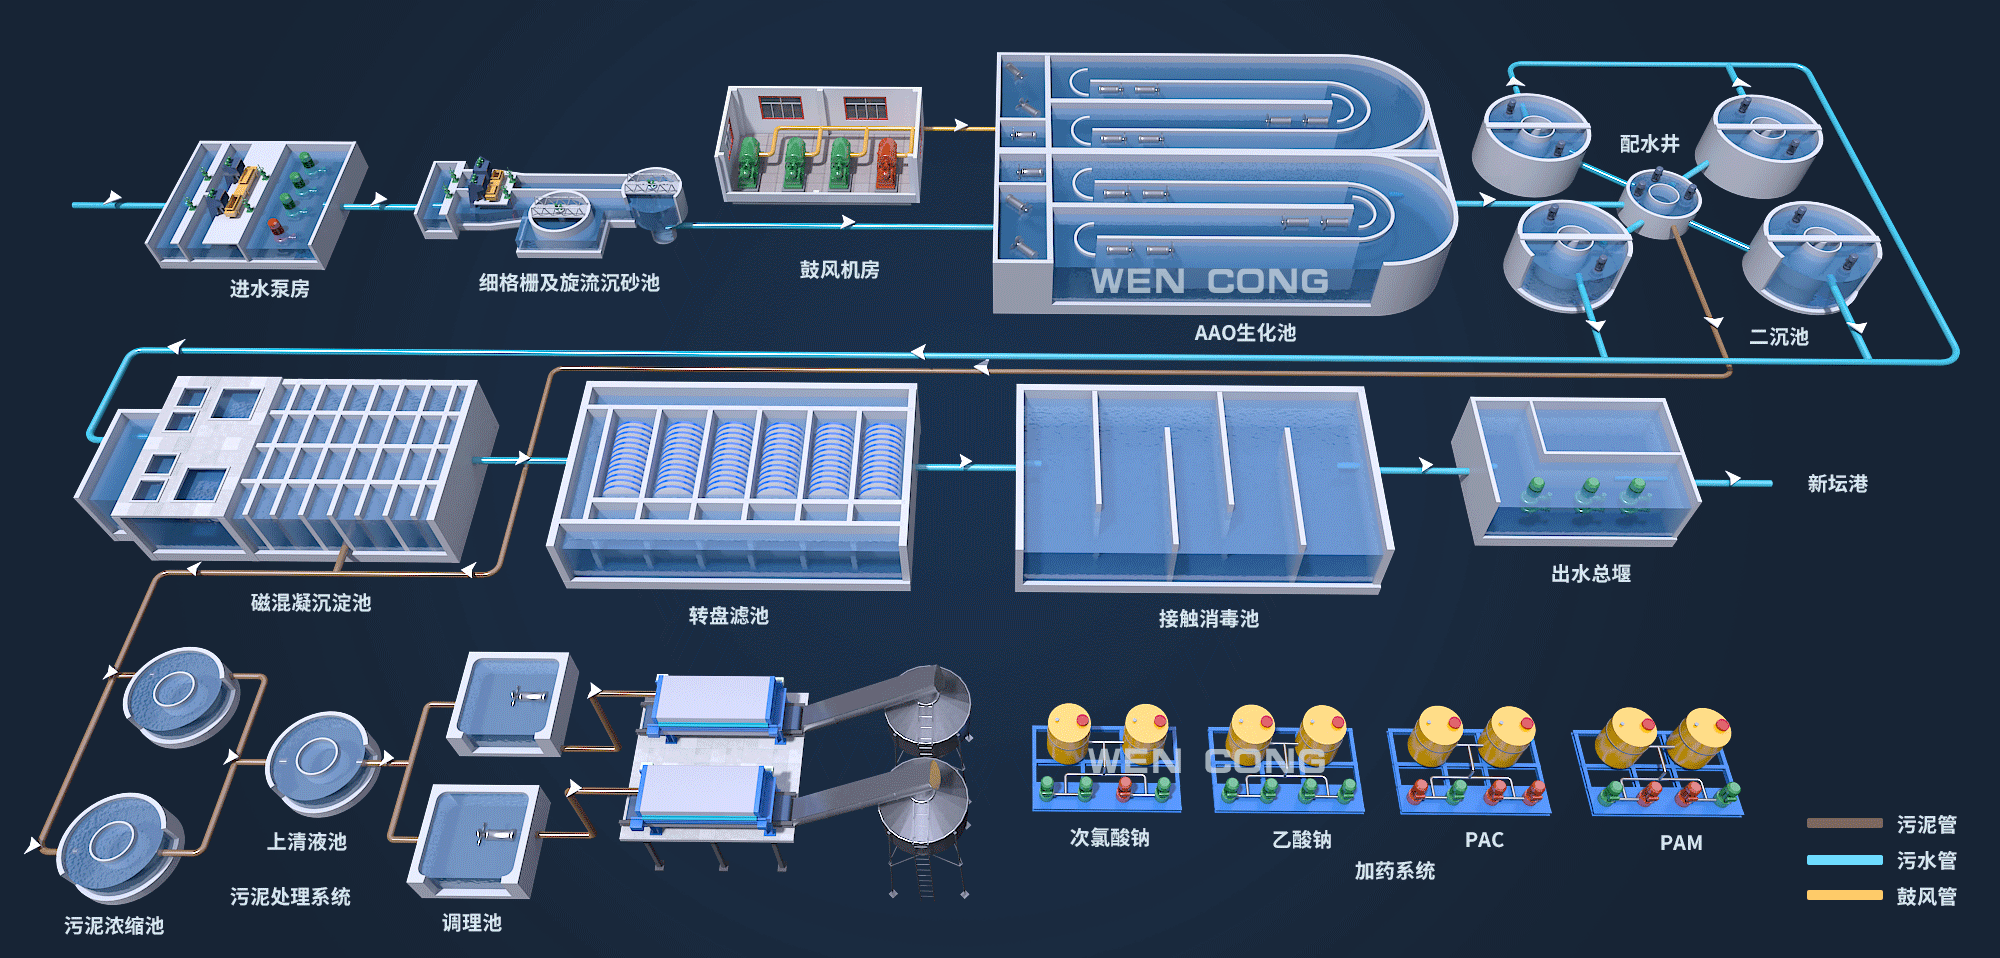 配水井
进水泵房
细格栅及旋流沉砂池
鼓风机房
WEN CONG
AAO生化池
二沉池
新坛港
磁混凝沉淀池
转盘滤池
接触消毒池
出水总堰
WEN CONG
上清液池
污泥处理系统
污泥浓缩池
调理池
次氯酸钠
乙酸钠
PAC
PAM
加药系统
污泥管
污水管
鼓风管